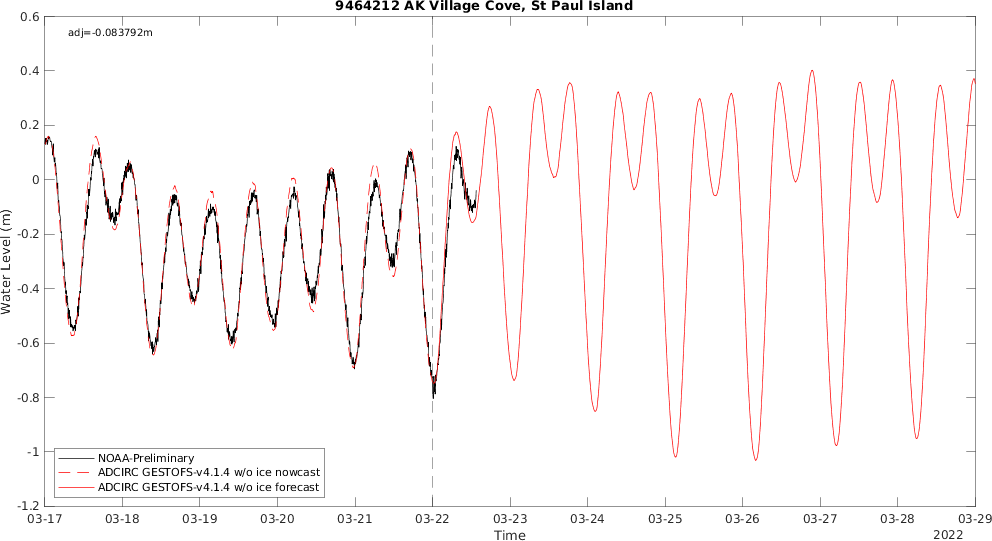 9464212 AK Village Cove, St Paul Island
adj=-0.083792m
0.6
0.4
0.2
0
-0.2
-0.4
-0.6
-0.8
-1
-1.2
Water Level (m)
NOAA-Preliminary
ADCIRC GESTOFS-v4.1.4 w/o ice nowcast
ADCIRC GESTOFS-v4.1.4 w/o ice forecast
03-17 03-18 03-19 03-20 03-21 03-22 03-23 03-24 03-25 03-26 03-27 03-28 03-29
Time
2022